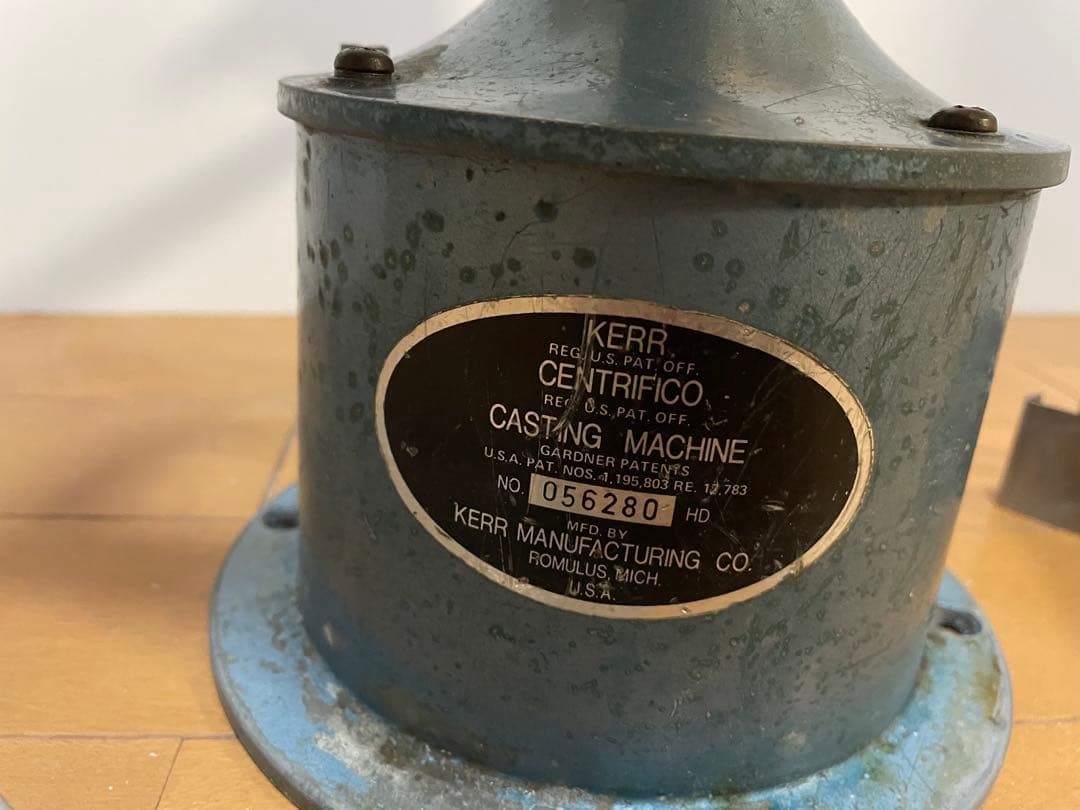 KERR
REG. U.S. PAT. OFF.
CENTRIFICO
REG. U.S. PAT. OFF.
CASTING MACHINE
GARDNER PATENTS
U.S.A. PAT. NOS. 1,195,803 RE. 17,783
NO. 056280 HD
MFD. BY
KERR MANUFACTURING CO.
ROMULUS, MICH.
U.S.A.